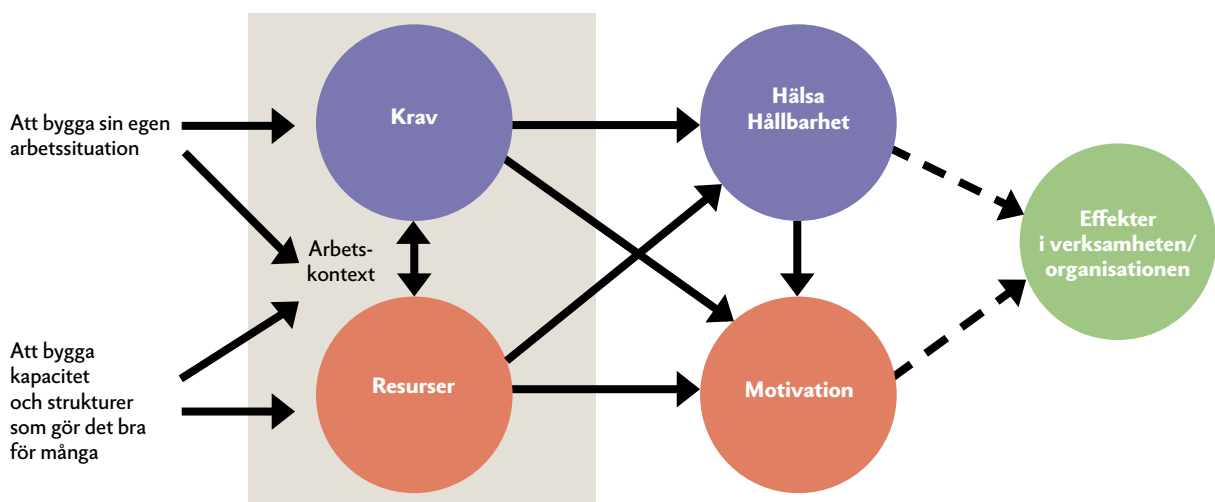 Att bygga sin egen
arbetssituation
Att bygga
kapacitet
och strukturer
som gör det bra
för många
Krav
Arbets-
kontext
Resurser
Hälsa
Hållbarhet
Motivation
Effekter
i verksamheten/
organisationen